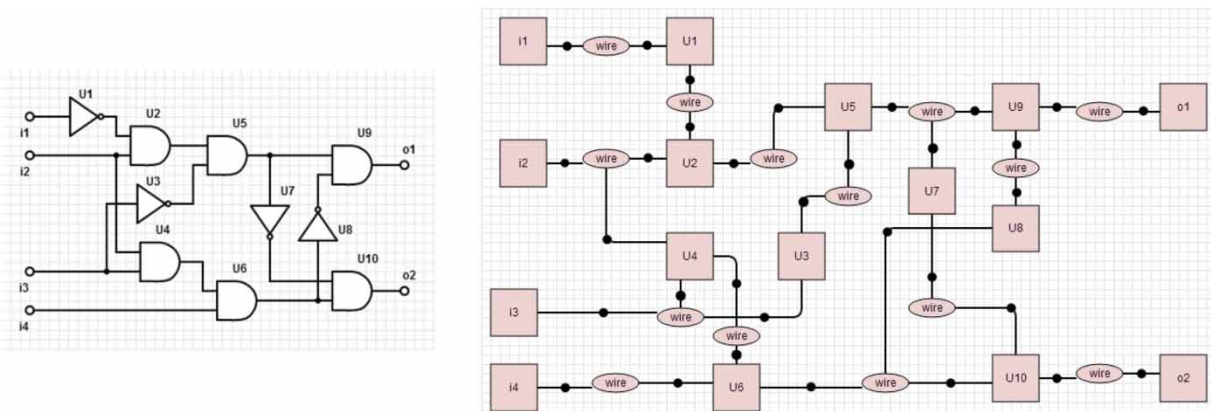 U1
U2
U5
U9
i1
o1
i2
U3
U7
U4
U8
U6
U10
i3
o2
i4
i1 wire U1
wire
U5 wire U9 wire o1
i2 wire U2 wire
wire
U7
wire
U8
U4 U3
i3 wire
wire
wire
i4 wire U6 wire U10 wire o2